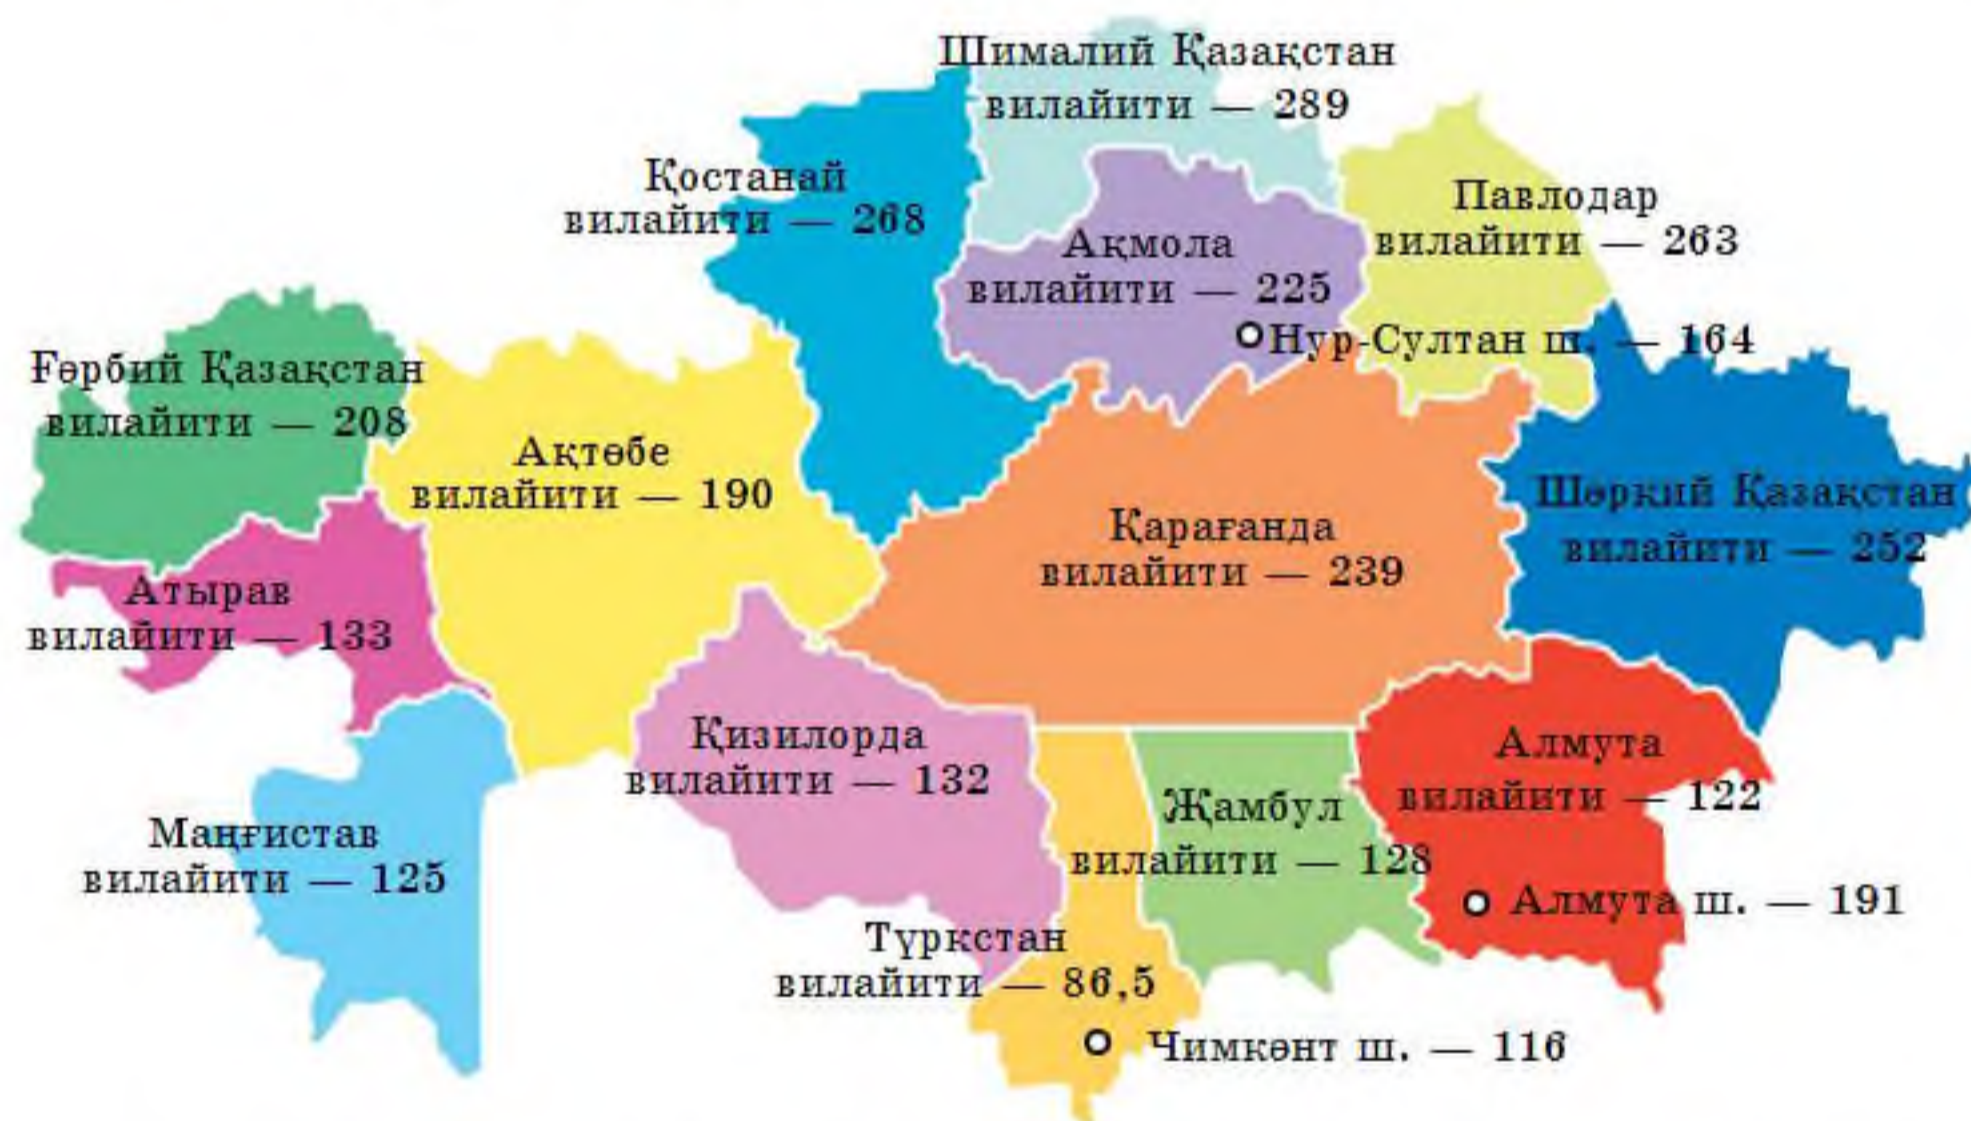 Шималий Қазақстан
вилайити — 289
Қостанай
вилайити — 268
Павлодар
вилайити — 263
Ақмола
вилайити — 225
Нур-Султан ш. — 164
Ғәрбий Қазақстан
вилайити — 208
Ақтөбе
вилайити — 190
Шәркий Қазақстан
вилайити — 252
Қарағанда
вилайити — 239
Атырав
вилайити — 133
Қизилорда
вилайити — 132
Алмута
вилайити — 122
Жамбул
вилайити — 128
Маңғистав
вилайити — 125
Алмута ш. — 191
Түркстан
вилайити — 86,5
Чимкәнт ш. — 116